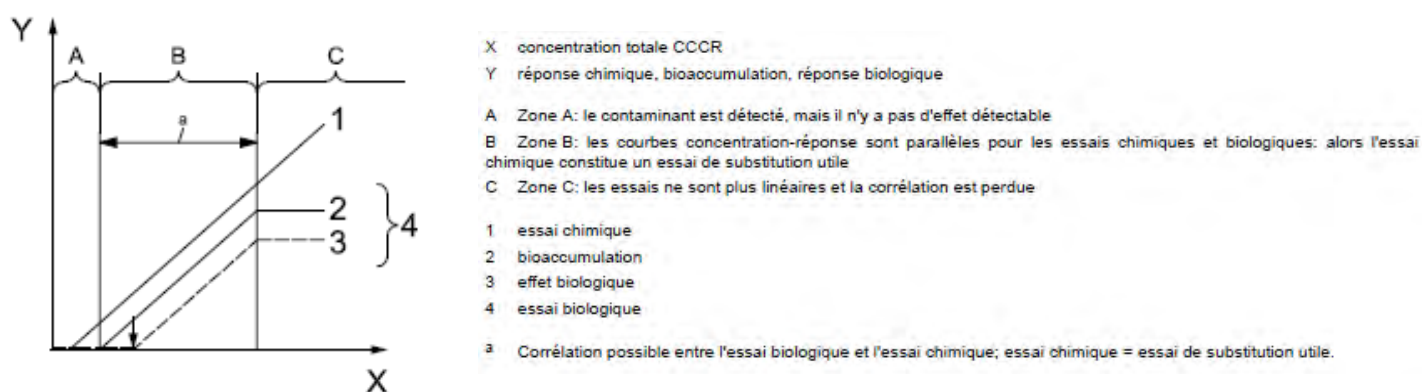 Y
A B C
a
1
2
3
4
X
X concentration totale CCCR
Y réponse chimique, bioaccumulation, réponse biologique
A Zone A: le contaminant est détecté, mais il n'y a pas d'effet détectable
B Zone B: les courbes concentration-réponse sont parallèles pour les essais chimiques et biologiques: alors l'essai
chimique constitue un essai de substitution utile
C Zone C: les essais ne sont plus linéaires et la corrélation est perdue
1 essai chimique
2 bioaccumulation
3 effet biologique
4 essai biologique
a Corrélation possible entre l'essai biologique et l'essai chimique; essai chimique = essai de substitution utile.